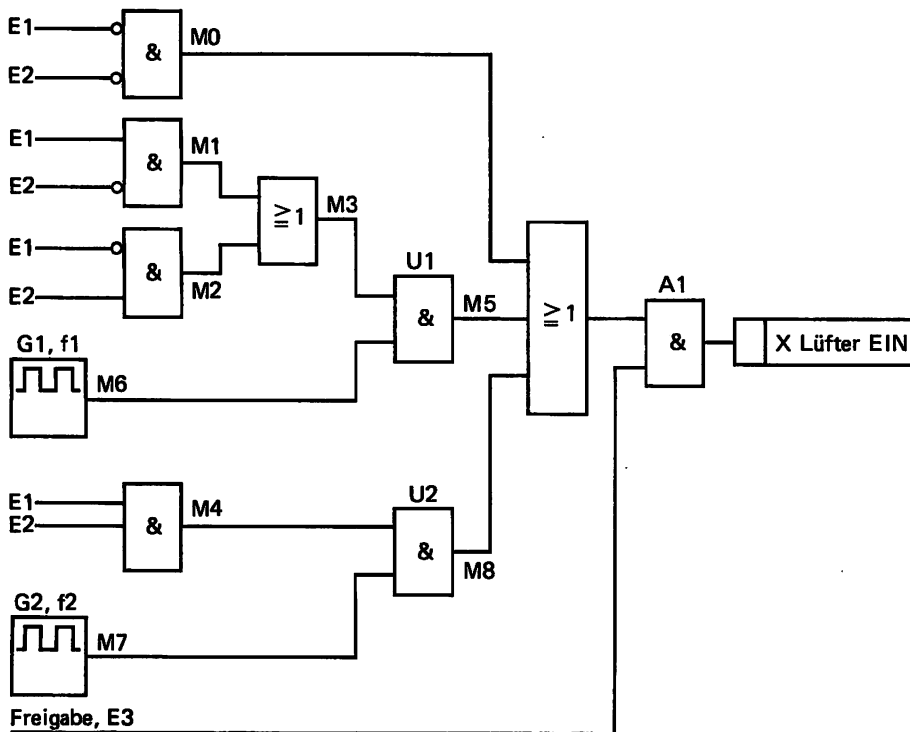 E1
& M0
E2
E1
& M1
E2
≧1 M3
E1
& M2
E2
U1
& M5
≧1
A1
&
X Lüfter EIN
G1, f1
M6
E1
E2
& M4
U2
& M8
G2, f2
M7
Freigabe, E3